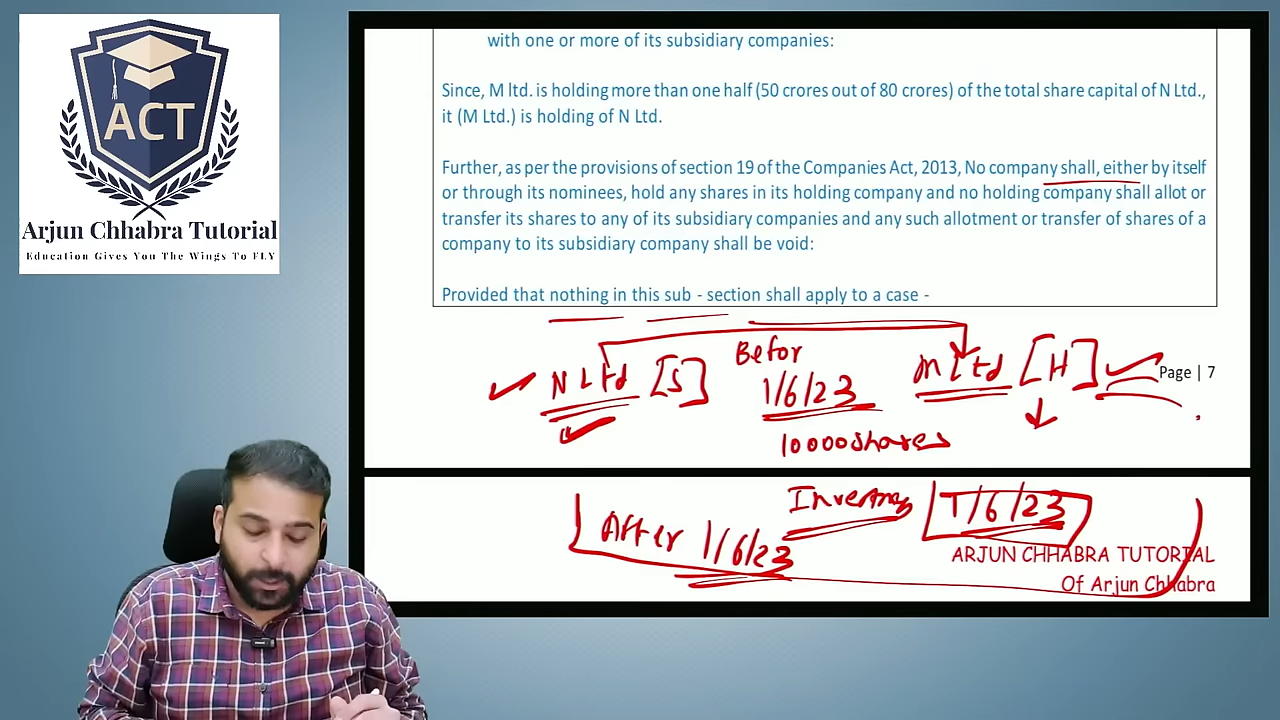 ACT
Arjun Chhabra Tutorial
Education Gives You The Wings To FLY
with one or more of its subsidiary companies:
Since, M ltd. is holding more than one half (50 crores out of 80 crores) of the total share capital of N Ltd.,
it (M Ltd.) is holding of N Ltd.
Further, as per the provisions of section 19 of the Companies Act, 2013, No company shall, either by itself
or through its nominees, hold any shares in its holding company and no holding company shall allot or
transfer its shares to any of its subsidiary companies and any such allotment or transfer of shares of a
company to its subsidiary company shall be void:
Provided that nothing in this sub - section shall apply to a case -
N Ltd [S] Befor M Ltd [H]
1/6/23
Page | 7
10000 shares
After 1/6/23 1/6/23
ARJUN CHHABRA TUTORIAL
Of Arjun Chhabra